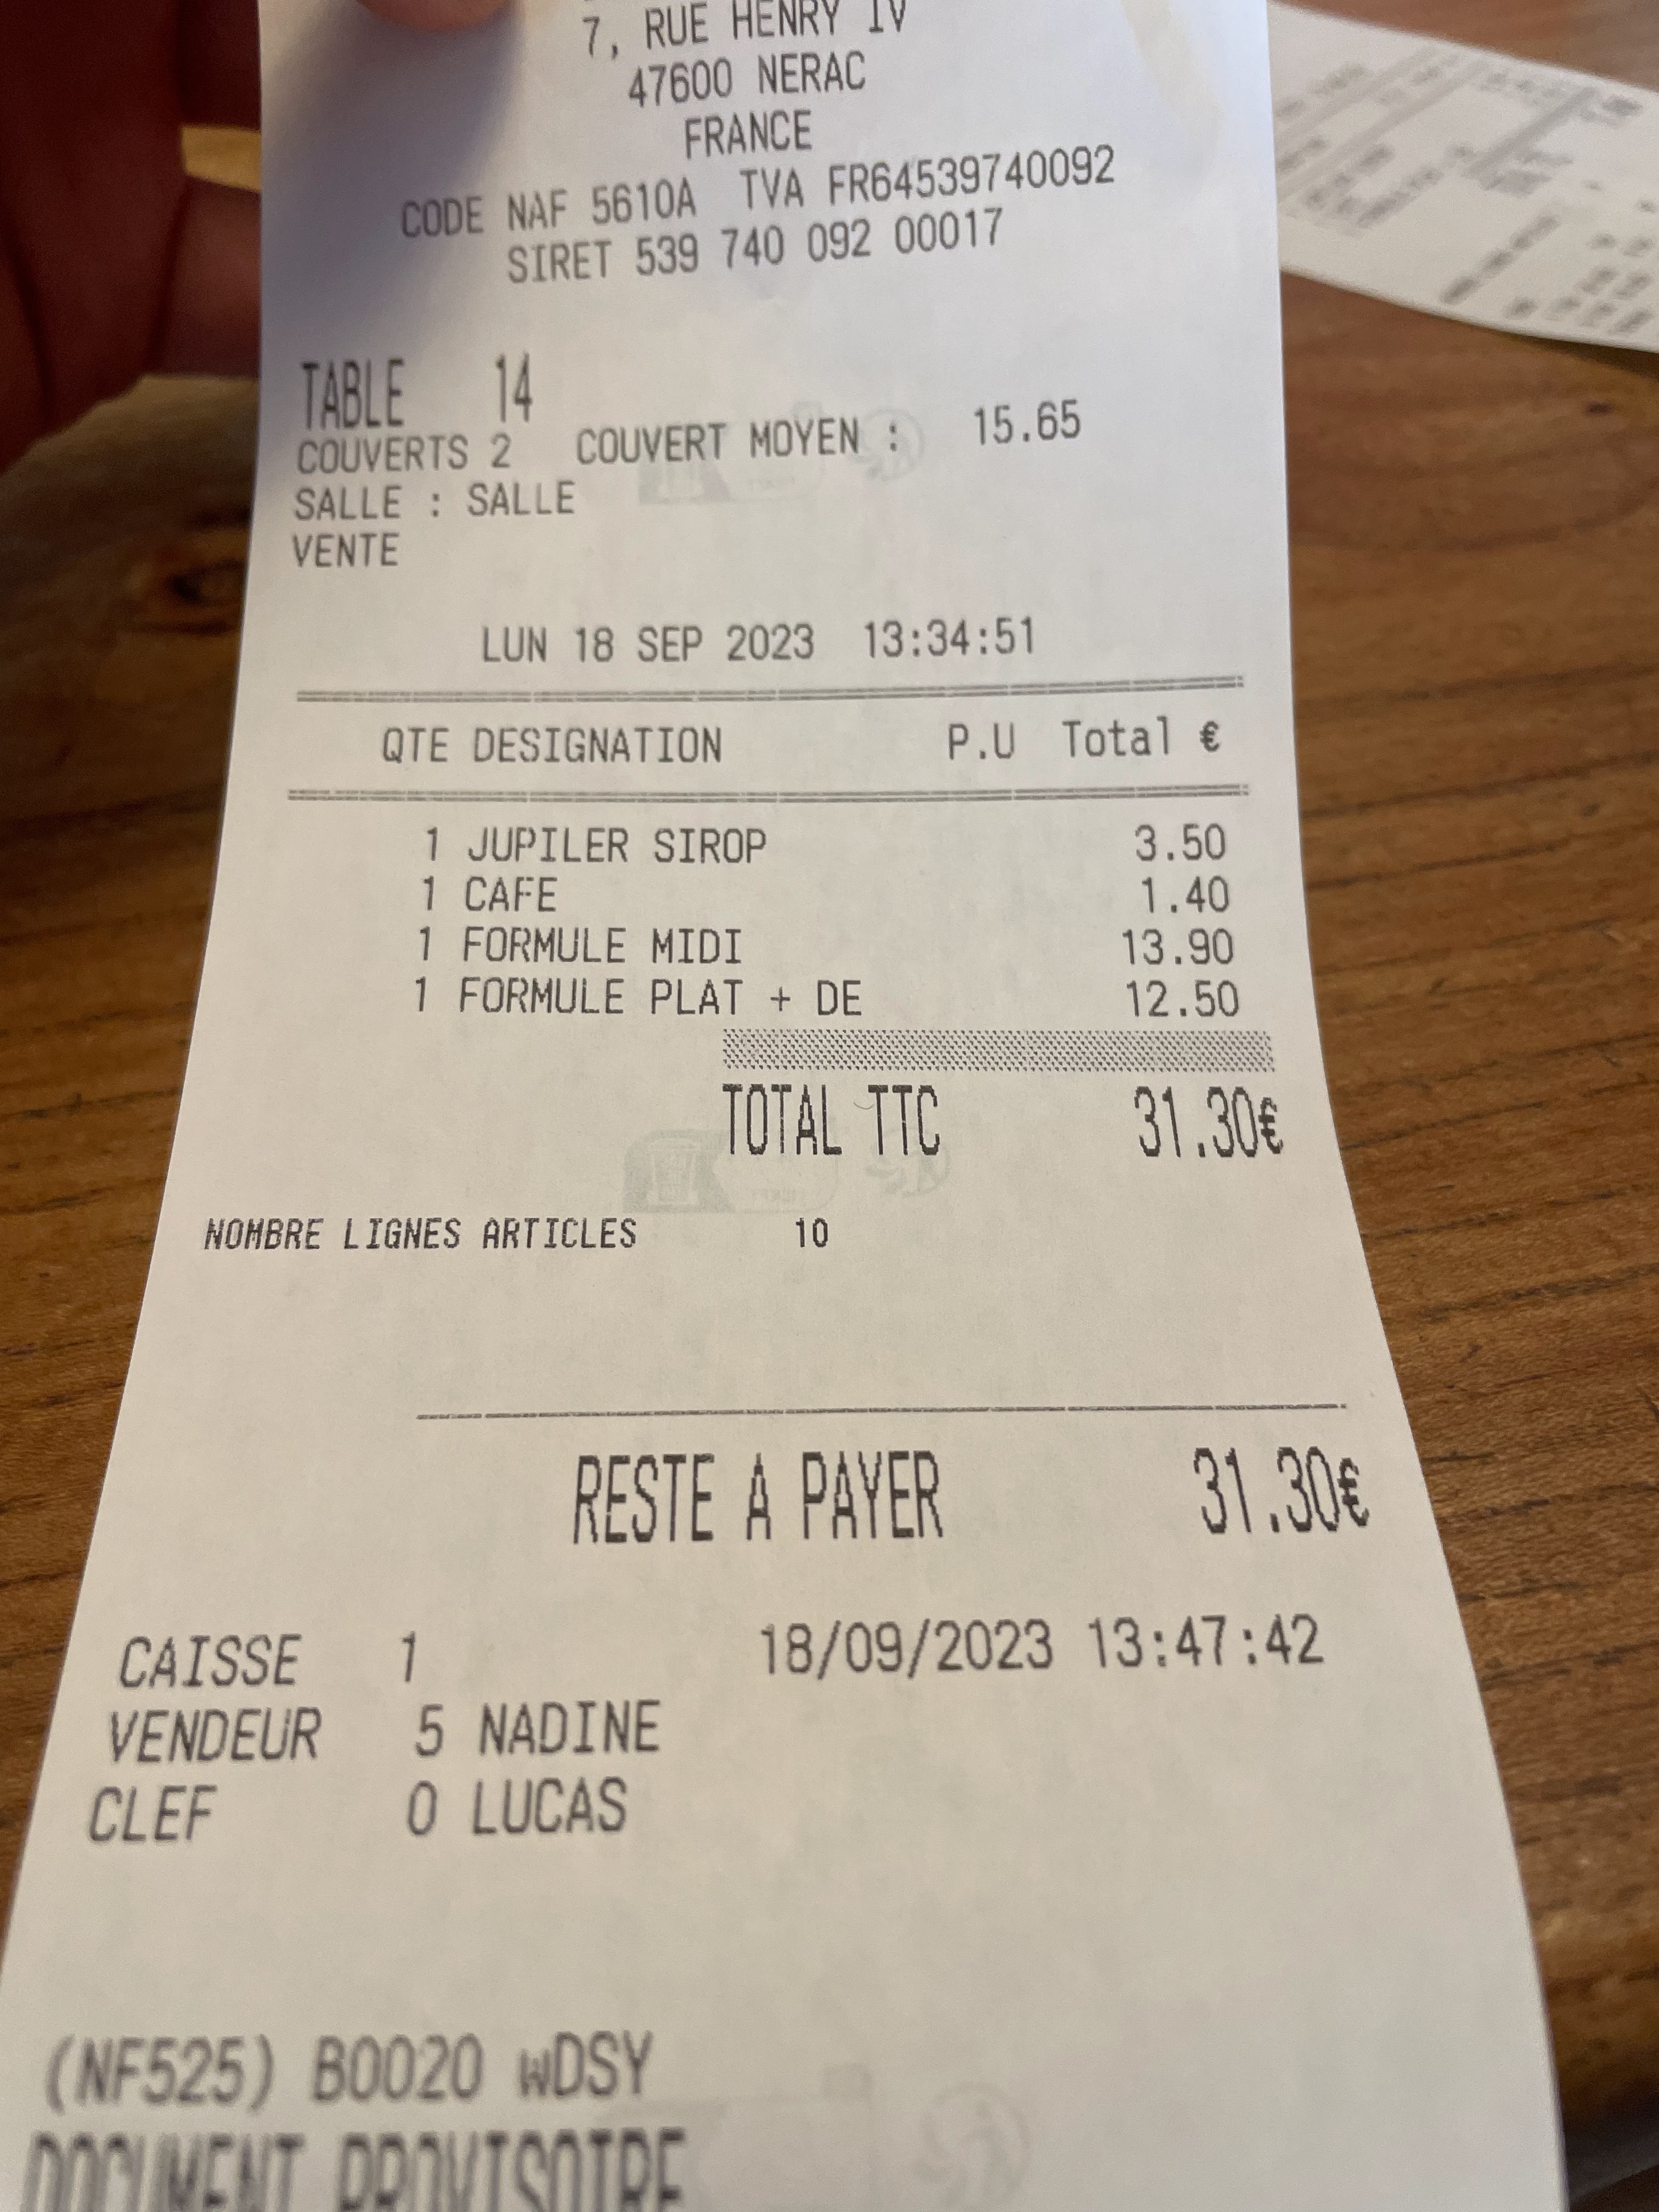 7, RUE HENRY IV
47600 NERAC
FRANCE
CODE NAF 5610A TVA FR64539740092
SIRET 539 740 092 00017
TABLE 14
COUVERTS 2 COUVERT MOYEN : 15.65
SALLE : SALLE
VENTE
LUN 18 SEP 2023 13:34:51
QTE DESIGNATION P.U Total €
1 JUPILER SIROP 3.50
1 CAFE 1.40
1 FORMULE MIDI 13.90
1 FORMULE PLAT + DE 12.50
TOTAL TTC 31.30€
NOMBRE LIGNES ARTICLES 10
RESTE A PAYER 31.30€
CAISSE 1 18/09/2023 13:47:42
VENDEUR 5 NADINE
CLEF 0 LUCAS
(NF525) B0020 wDSY
DOCUMENT PROVISOIRE